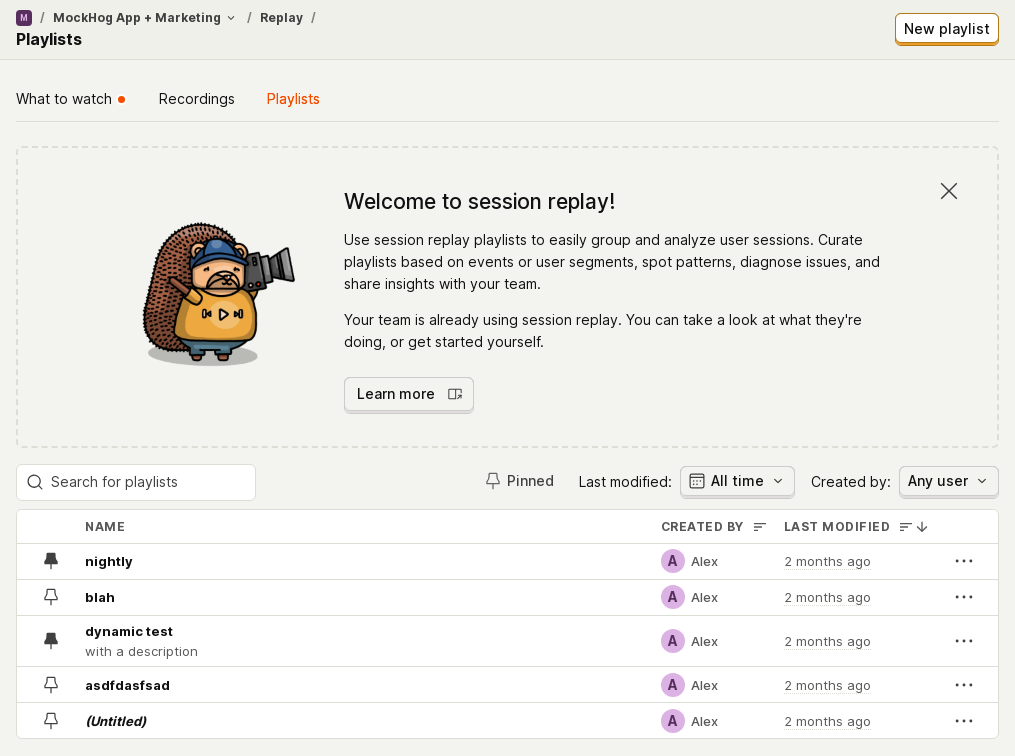 M / MockHog App + Marketing / Replay /
Playlists
New playlist
What to watch Recordings Playlists
Welcome to session replay!
Use session replay playlists to easily group and analyze user sessions. Curate
playlists based on events or user segments, spot patterns, diagnose issues, and
share insights with your team.
Your team is already using session replay. You can take a look at what they're
doing, or get started yourself.
Learn more
Search for playlists Pinned Last modified: All time Created by: Any user
NAME CREATED BY LAST MODIFIED
nightly A Alex 2 months ago
blah A Alex 2 months ago
dynamic test
with a description A Alex 2 months ago
asdfdasfsad A Alex 2 months ago
(Untitled) A Alex 2 months ago